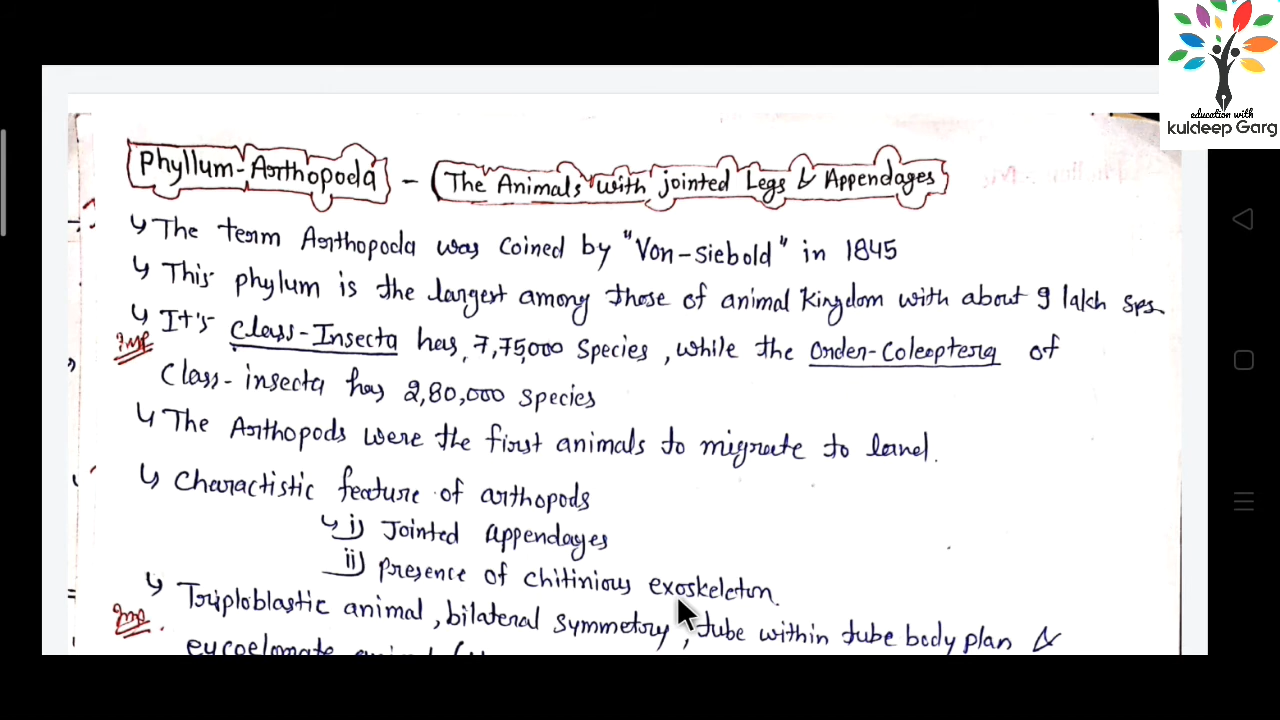 education with
kuldeep Garg
Phyllum-Arthopoda - The Animals with jointed Legs & Appendages
↳ The term Arthopoda was coined by "Von-siebold" in 1845
↳ This phylum is the largest among those of animal kingdom with about 9 lakh sps
↳ It's class-Insecta has 7,75,000 species, while the Order-Coleoptera of
Imp
class-insecta has 2,80,000 species
↳ The Arthopods were the first animals to migrate to land.
↳ Charactistic feature of arthopods
↳ i) Jointed appendages
ii) presence of chitinious exoskeleton.
↳ Triploblastic animal, bilateral symmetry, tube within tube body plan &
Imp.
eucoelomate